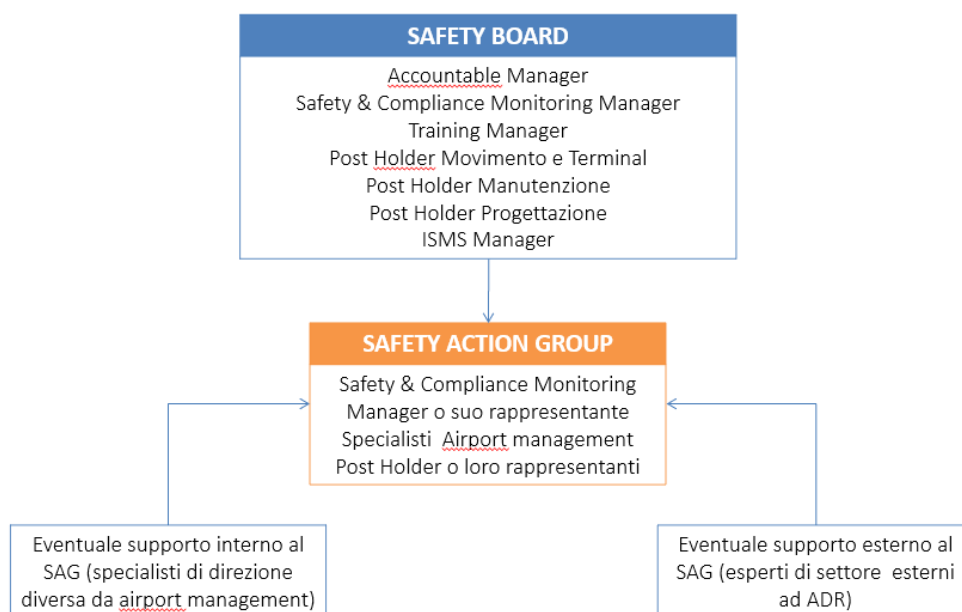 SAFETY BOARD
Accountable Manager
Safety & Compliance Monitoring Manager
Training Manager
Post Holder Movimento e Terminal
Post Holder Manutenzione
Post Holder Progettazione
ISMS Manager
SAFETY ACTION GROUP
Safety & Compliance Monitoring
Manager o suo rappresentante
Specialisti Airport management
Post Holder o loro rappresentanti
Eventuale supporto interno al
SAG (specialisti di direzione
diversa da airport management)
Eventuale supporto esterno al
SAG (esperti di settore esterni
ad ADR)